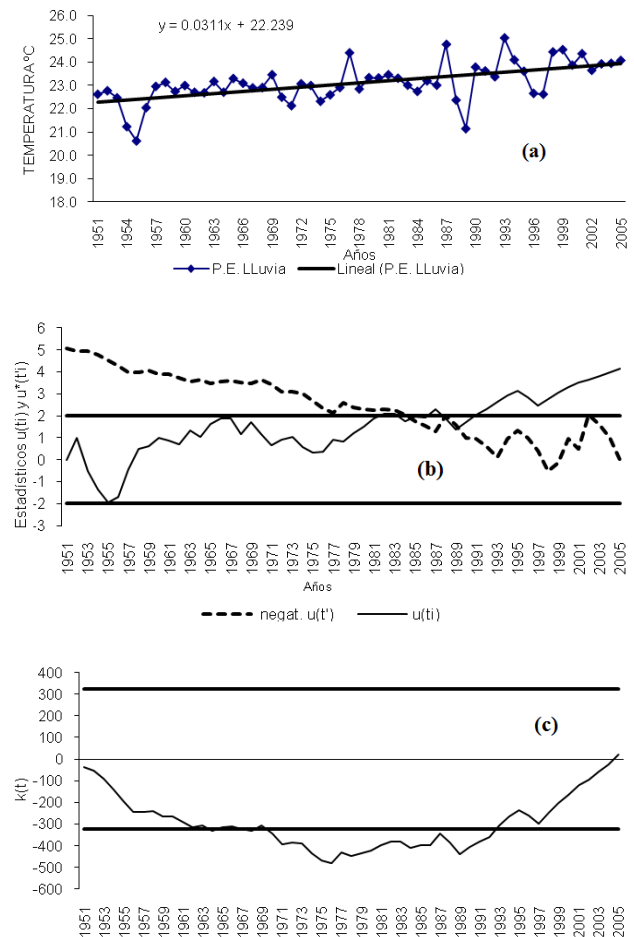 y = 0.0311x + 22.239
TEMPERATURA ºC
26.0
25.0
24.0
23.0
22.0
21.0
20.0
19.0
18.0
(a)
1951 1954 1957 1960 1963 1966 1969 1972 1975 1978 1981 1984 1987 1990 1993 1996 1999 2002 2005
Años
P.E. LLuvia Lineal (P.E. LLuvia)
Estadísticos u(ti) y u*(t'i)
6
5
4
3
2
1
0
-1
-2
-3
(b)
1951 1953 1955 1957 1959 1961 1963 1965 1967 1969 1971 1973 1975 1977 1979 1981 1983 1985 1987 1989 1991 1993 1995 1997 1999 2001 2003 2005
Años
negat. u(t') u(ti)
k(t)
400
300
200
100
0
-100
-200
-300
-400
-500
-600
(c)
1951 1953 1955 1957 1959 1961 1963 1965 1967 1969 1971 1973 1975 1977 1979 1981 1983 1985 1987 1989 1991 1993 1995 1997 1999 2001 2003 2005